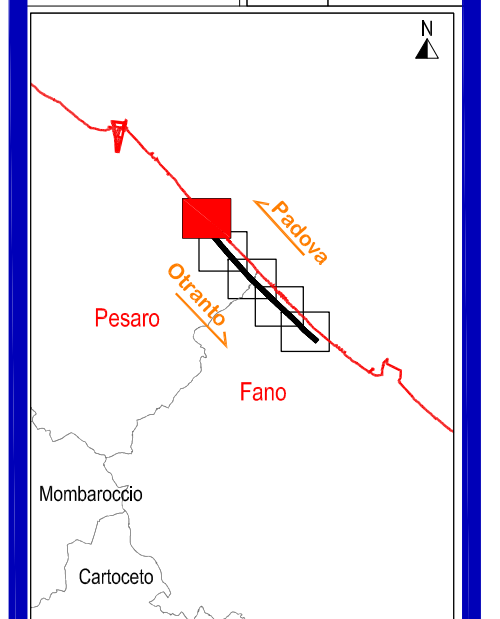 N
Padova
Otranto
Pesaro
Fano
Mombaroccio
Cartoceto